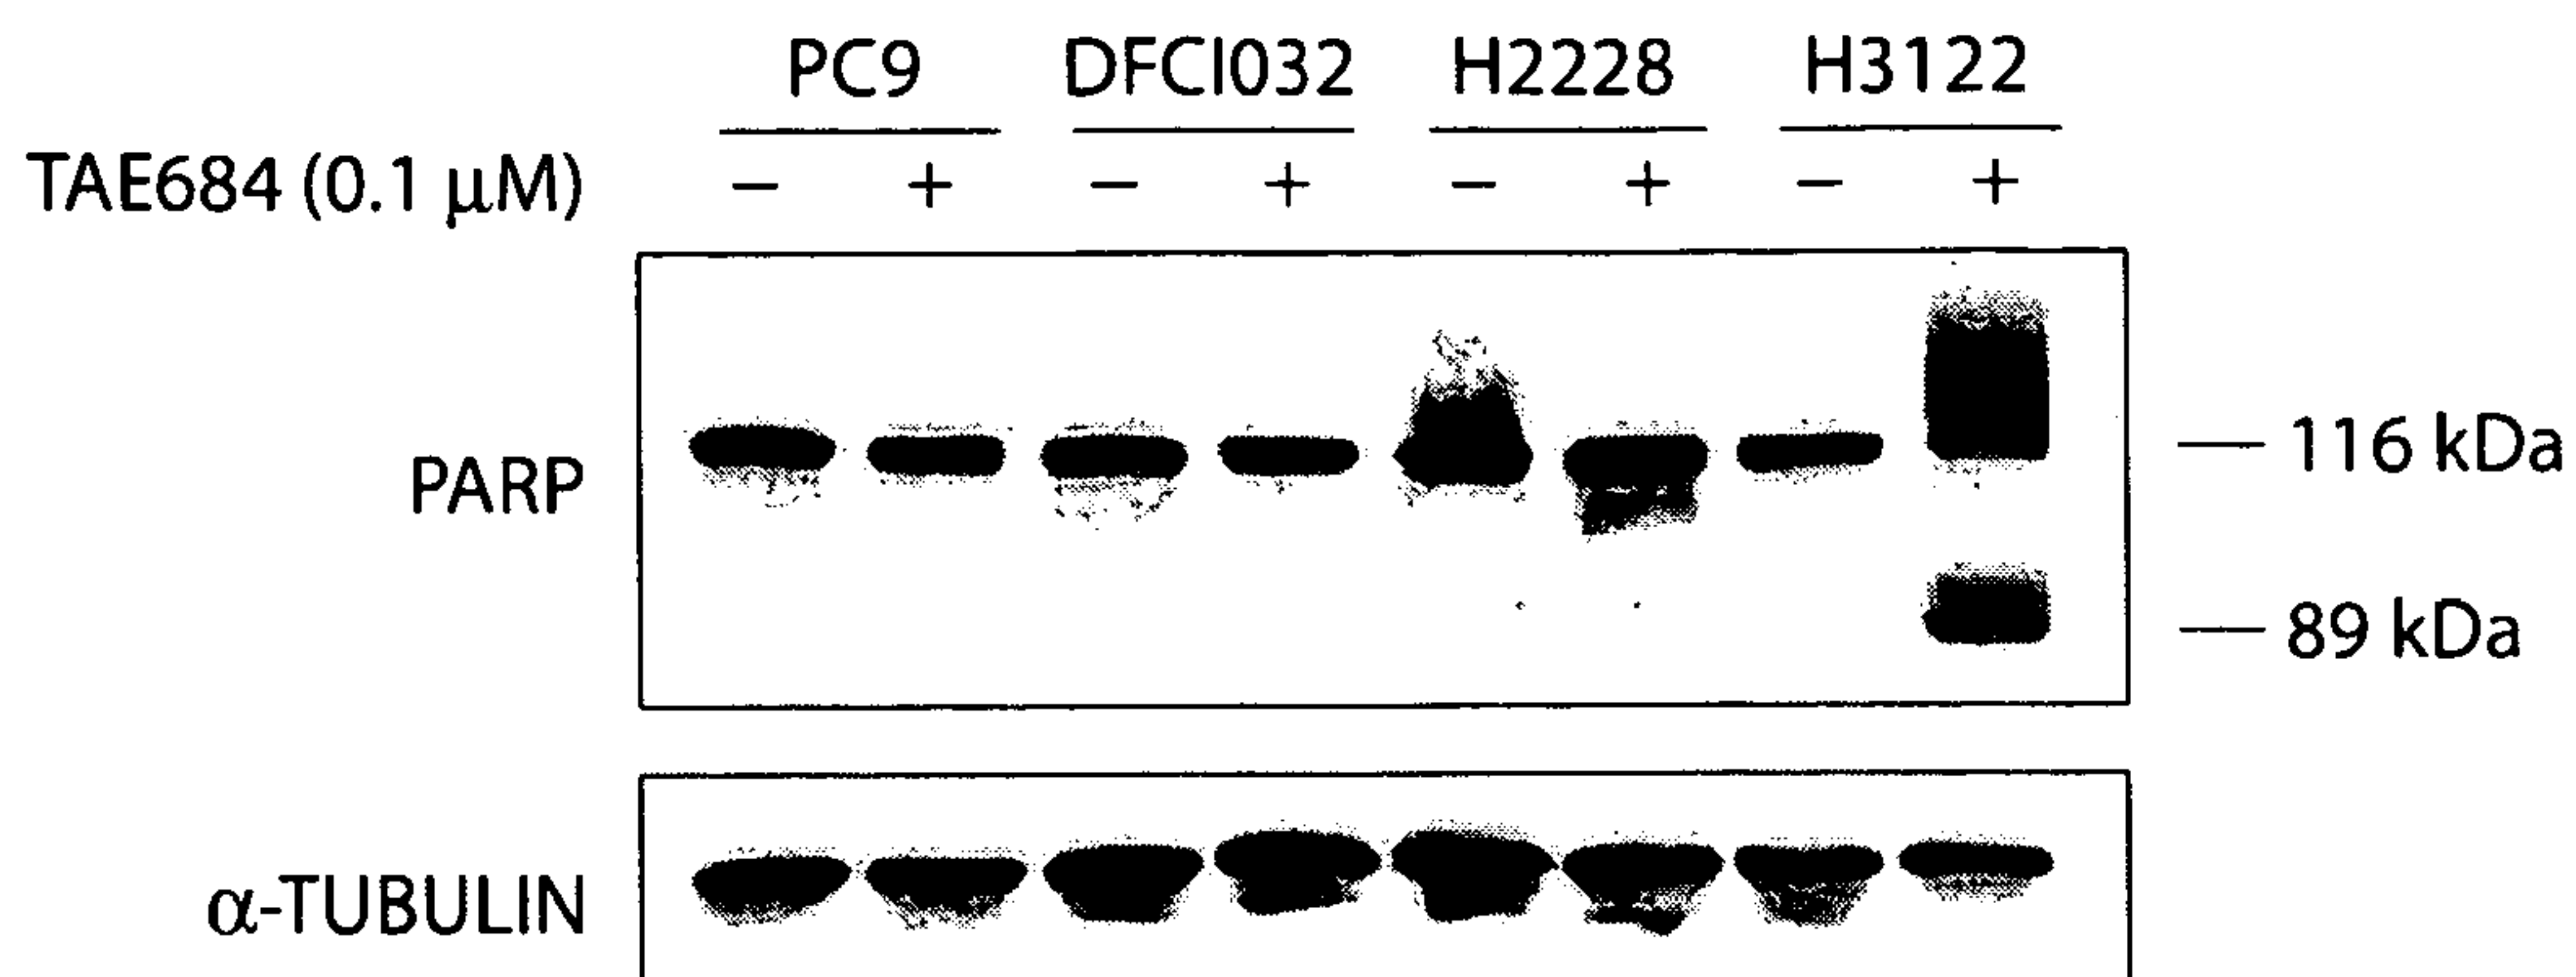 PC9 DFCI032 H2228 H3122
TAE684 (0.1 μM) − + − + − + − +
PARP
116 kDa
89 kDa
α-TUBULIN